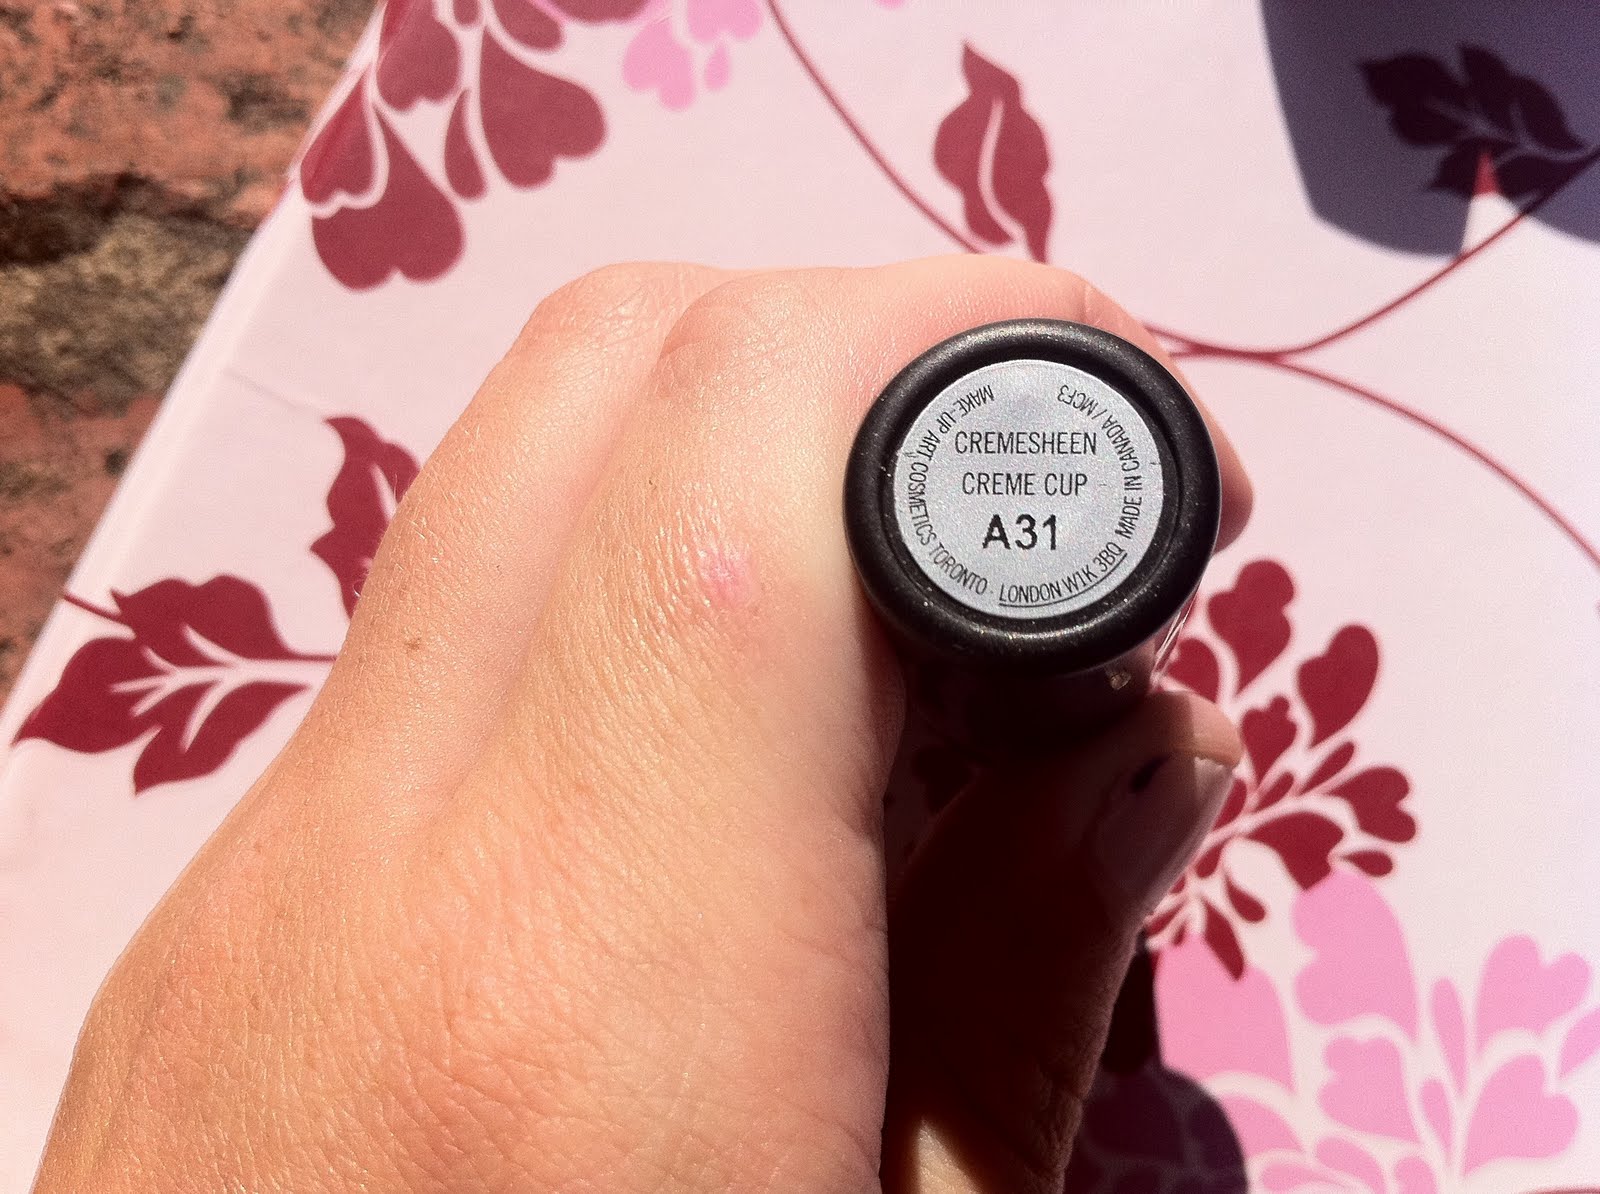 CREMESHEEN
CREME CUP
A31
MAKE-UP ART COSMETICS TORONTO · LONDON W1K 3BQ MADE IN CANADA / MCF3